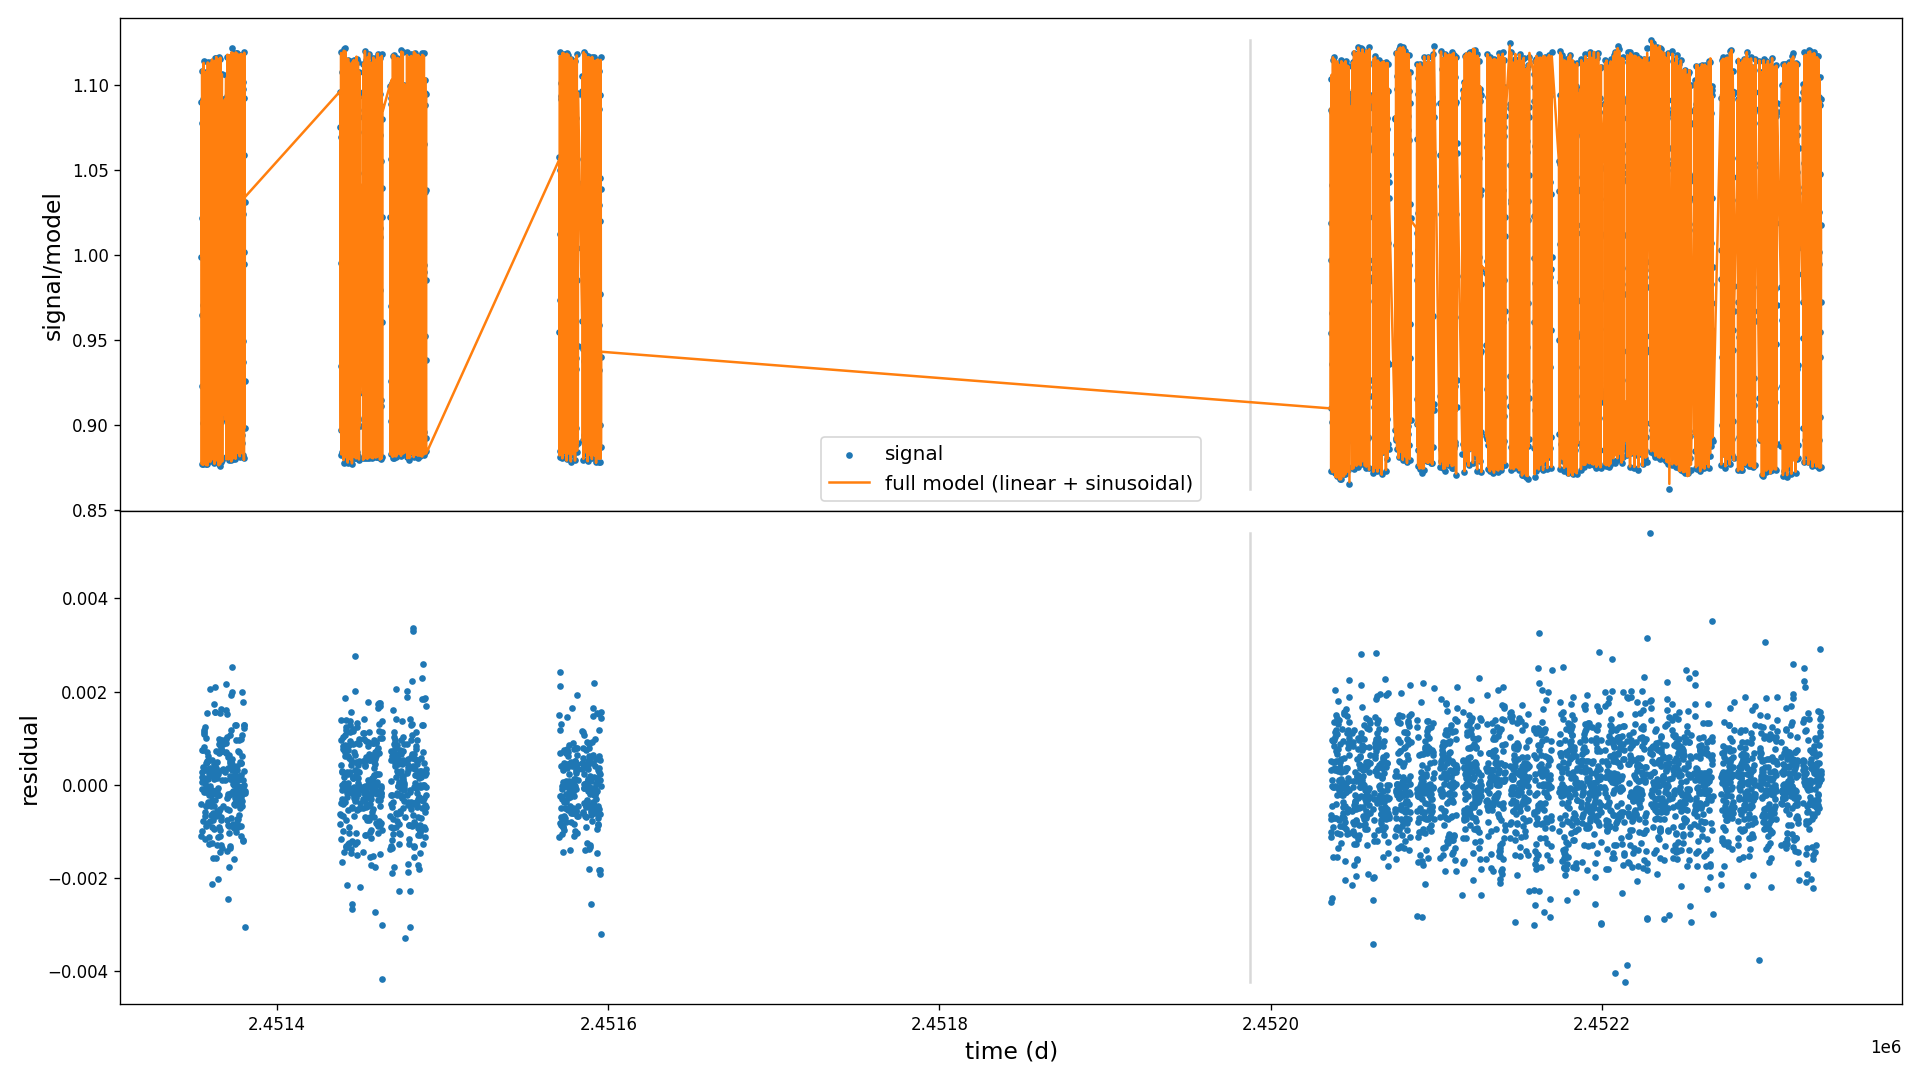 signal/model
1.10
1.05
1.00
0.95
0.90
0.85
signal
full model (linear + sinusoidal)
residual
0.004
0.002
0.000
−0.002
−0.004
2.4514
2.4516
2.4518
2.4520
2.4522
1e6
time (d)